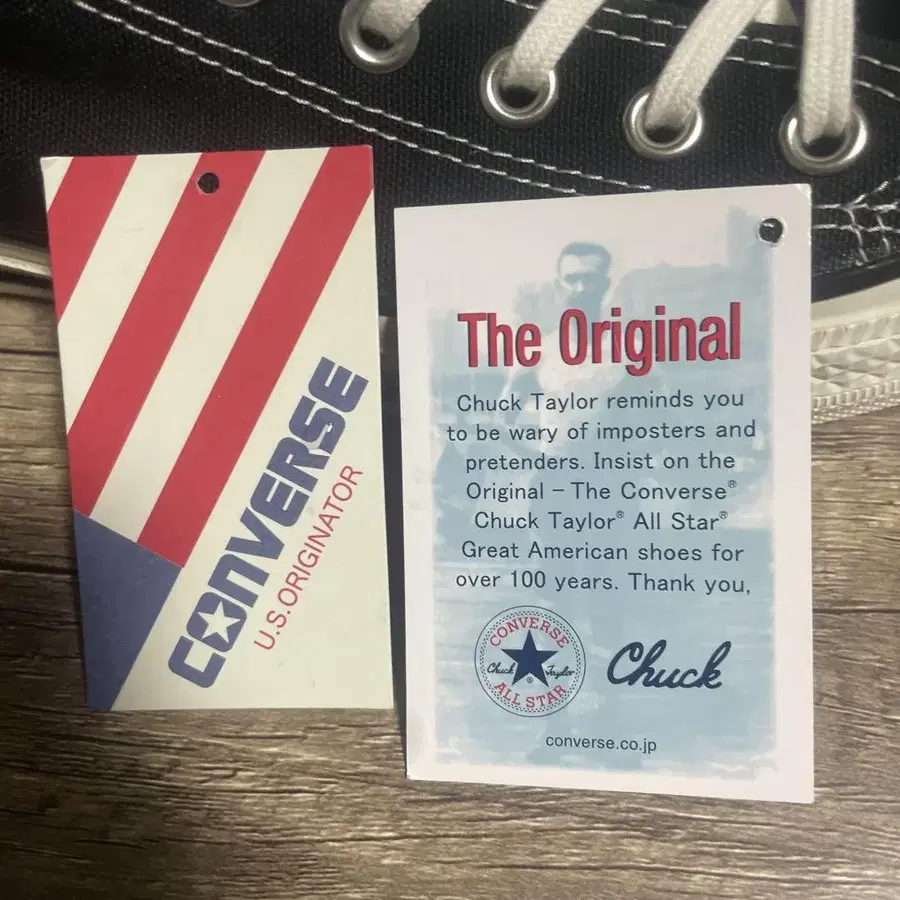 CONVERSE
U.S.ORIGINATOR
The Original
Chuck Taylor reminds you
to be wary of imposters and
pretenders. Insist on the
Original – The Converse®
Chuck Taylor® All Star®
Great American shoes for
over 100 years. Thank you,
CONVERSE
Chuck Taylor
®
ALL STAR
Chuck
converse.co.jp